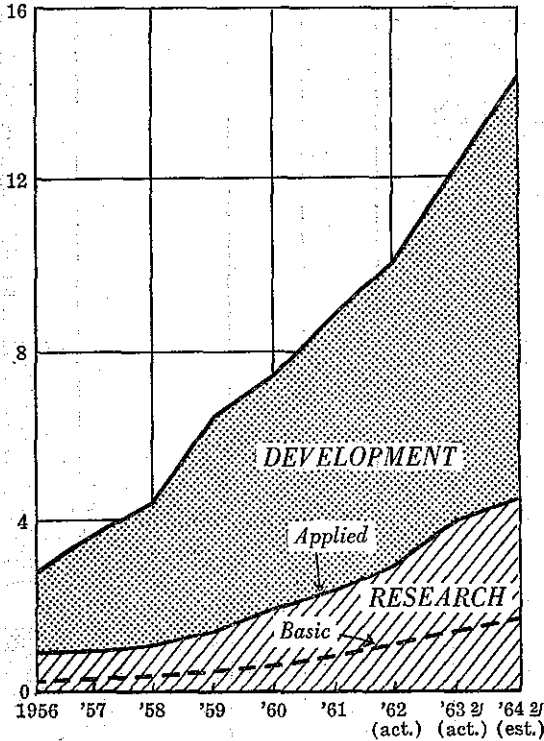 16
12
8
4
0
DEVELOPMENT
Applied
RESEARCH
Basic
1956 '57 '58 '59 '60 '61 '62 '63 2/ '64 2/
(act.) (act.) (est.)